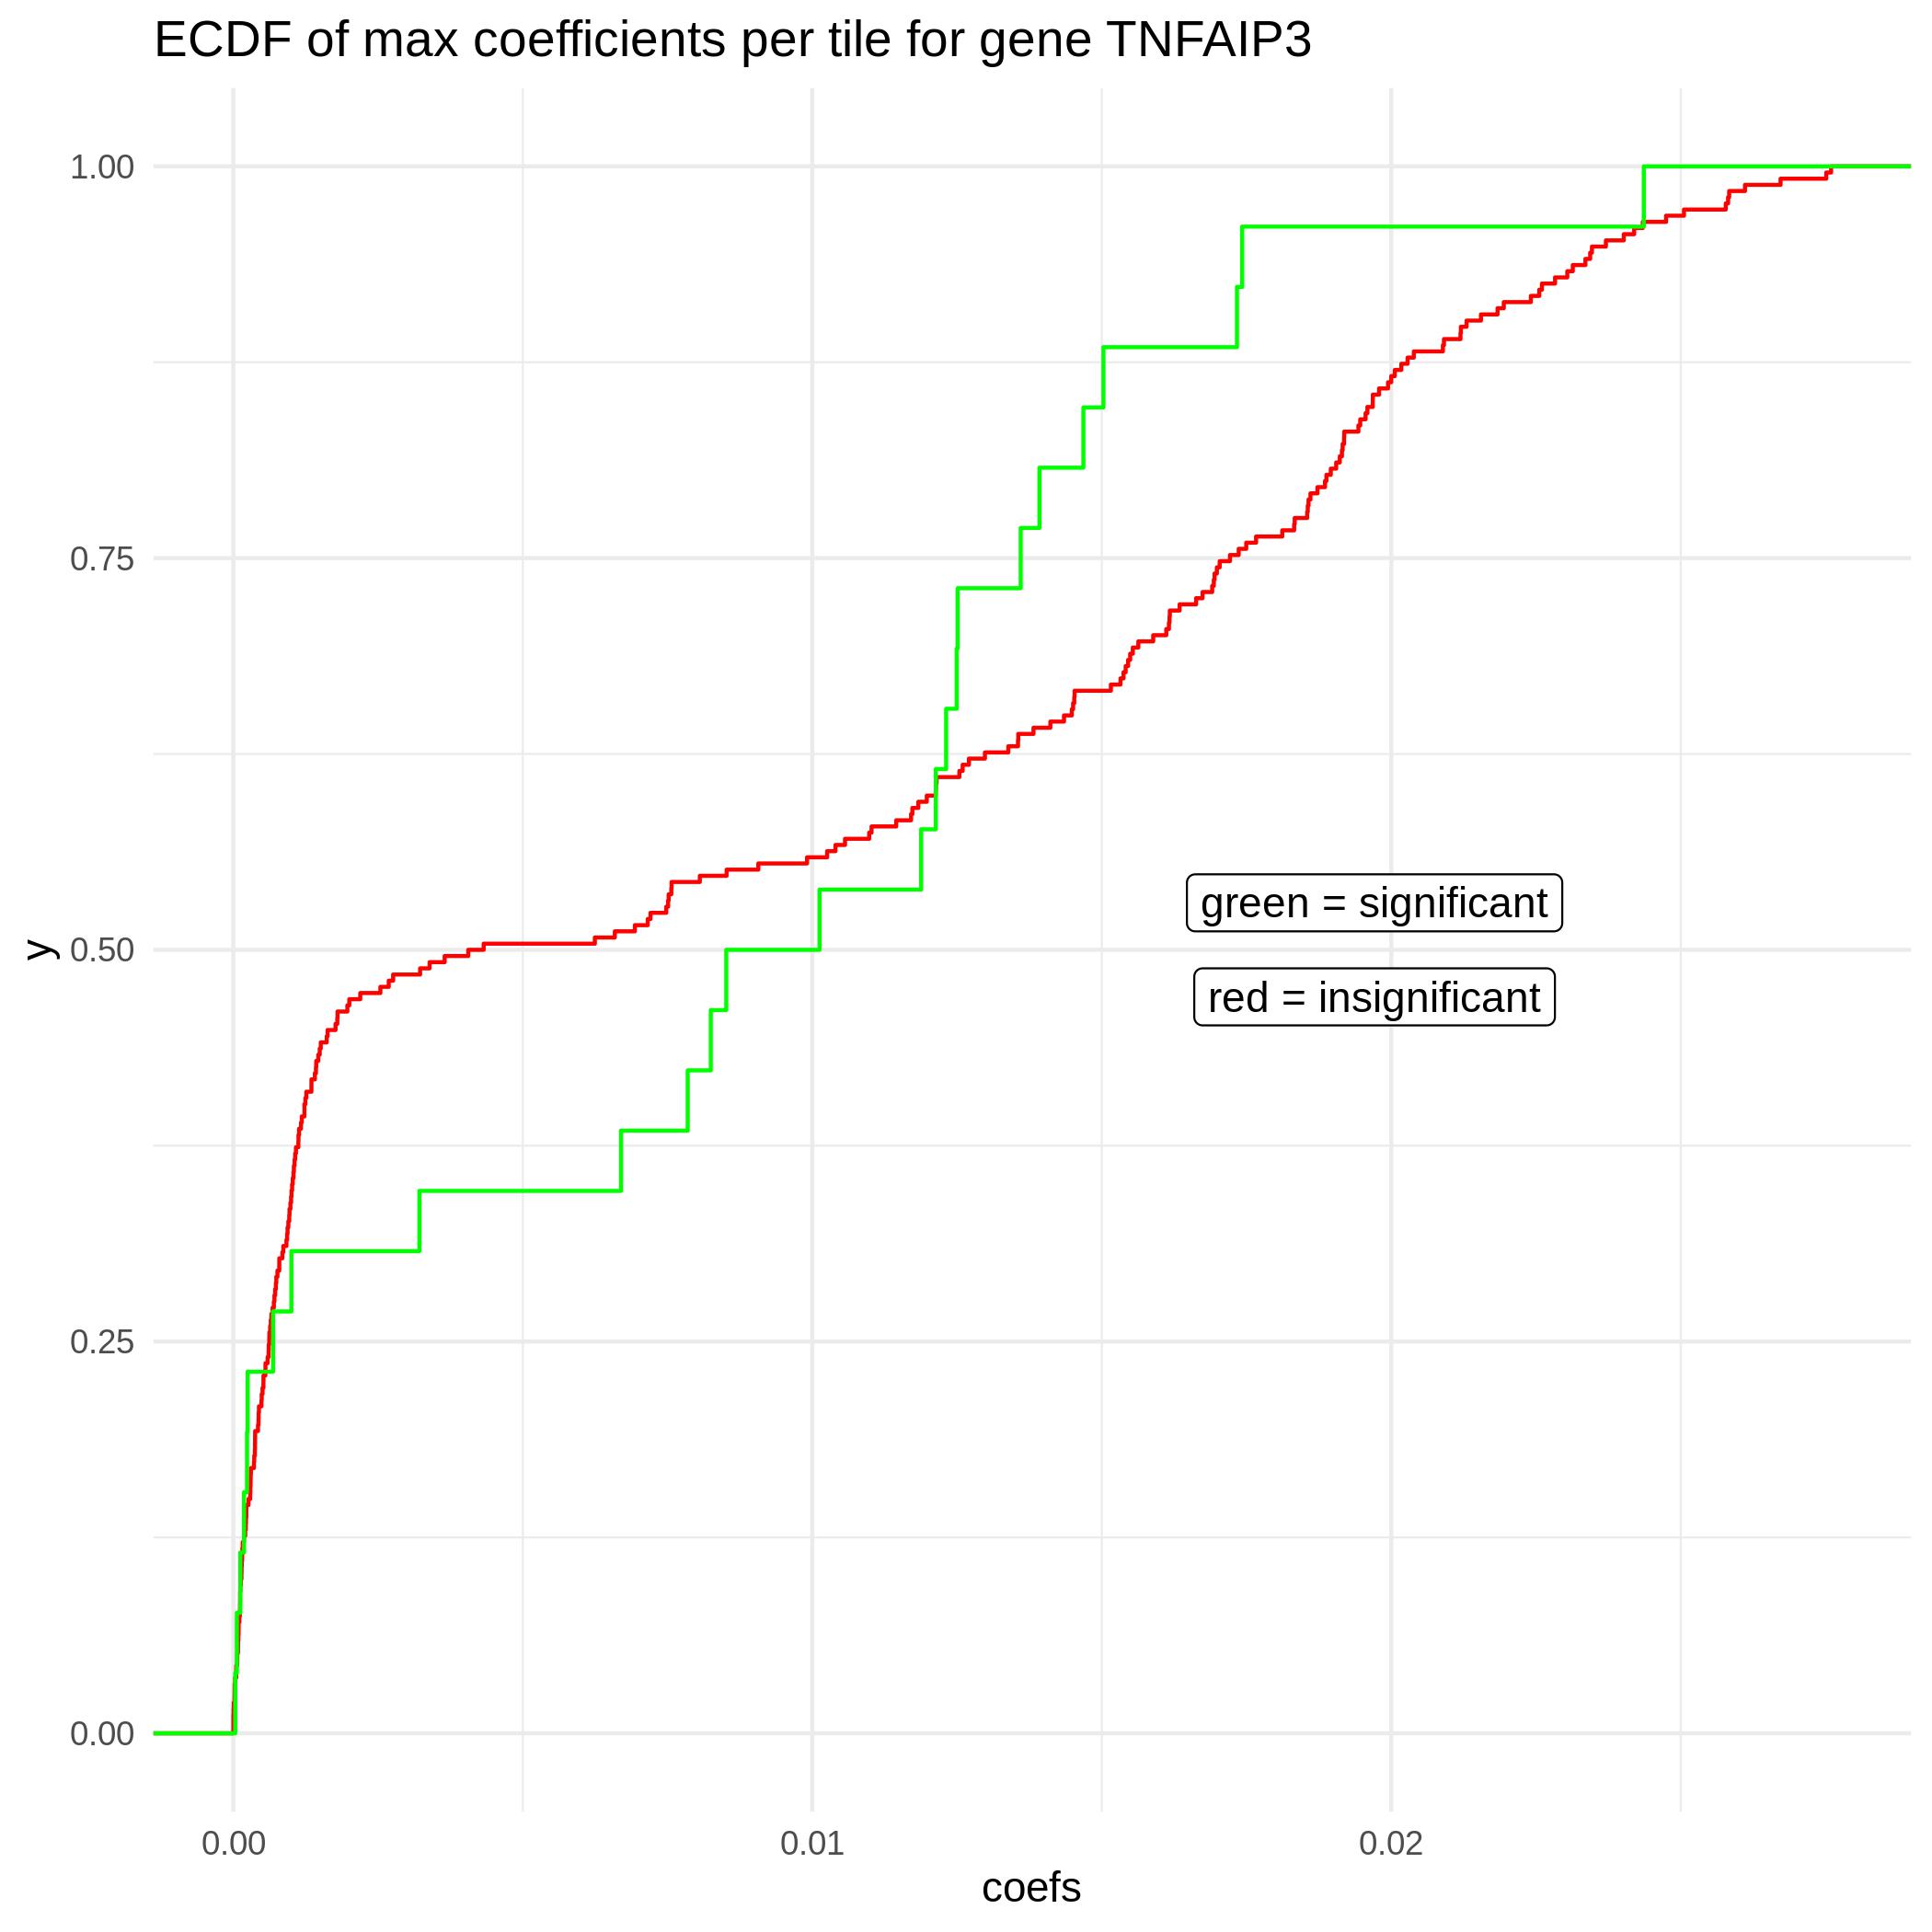 ECDF of max coefficients per tile for gene TNFAIP3
1.00
0.75
0.50
0.25
0.00
y
green = significant
red = insignificant
0.00 0.01 0.02
coefs